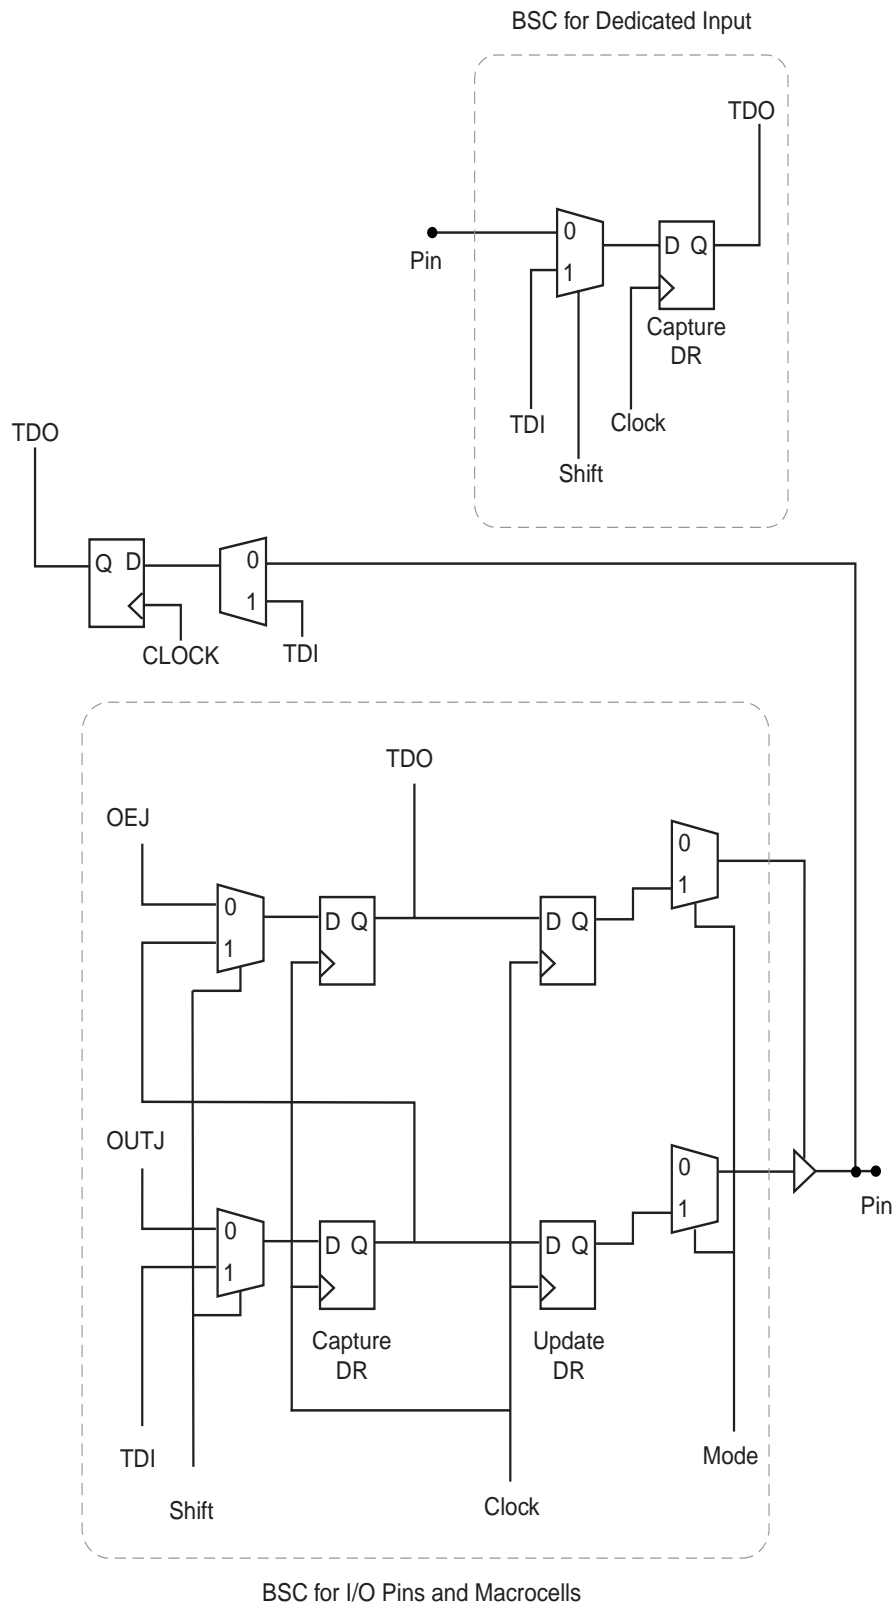 BSC for Dedicated Input
TDO
0
D Q
Pin
1
Capture
DR
TDI
Clock
Shift
TDO
Q D
0
1
CLOCK
TDI
TDO
OEJ
0
1
0
D Q
D Q
1
OUTJ
0
1
0
D Q
D Q
1
Pin
Capture
DR
Update
DR
TDI
Mode
Shift
Clock
BSC for I/O Pins and Macrocells